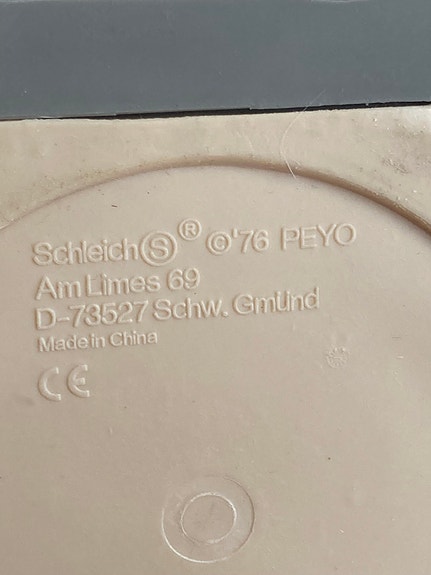 Schleich Ⓢ® ©'76 PEYO
Am Limes 69
D-73527 Schw. Gmünd
Made in China
CE